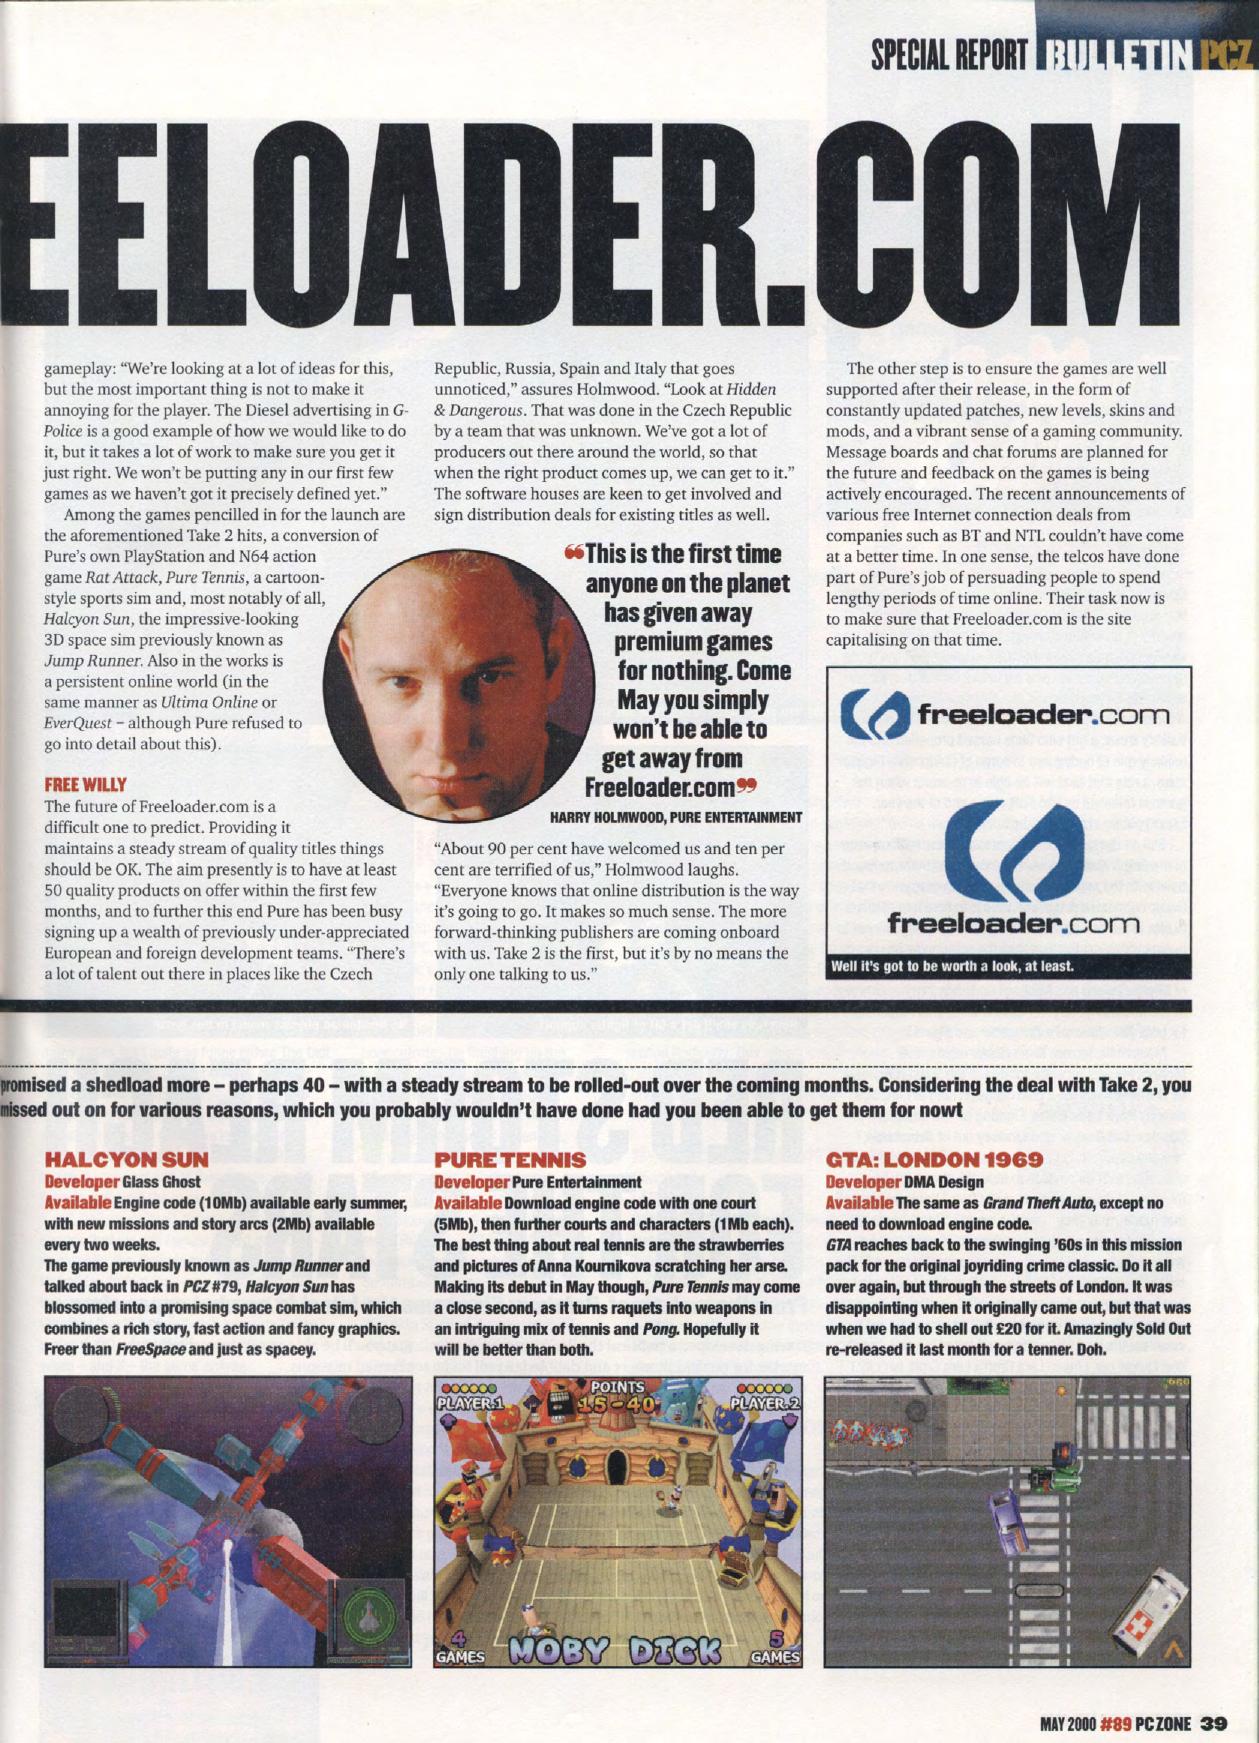 SPECIAL REPORT BULLETIN PCZ
EELOADER.COM
gameplay: “We’re looking at a lot of ideas for this,
but the most important thing is not to make it
annoying for the player. The Diesel advertising in G-
Police is a good example of how we would like to do
it, but it takes a lot of work to make sure you get it
just right. We won’t be putting any in our first few
games as we haven’t got it precisely defined yet.”
Among the games pencilled in for the launch are
the aforementioned Take 2 hits, a conversion of
Pure’s own PlayStation and N64 action
game Rat Attack, Pure Tennis, a cartoon-
style sports sim and, most notably of all,
Halcyon Sun, the impressive-looking
3D space sim previously known as
Jump Runner. Also in the works is
a persistent online world (in the
same manner as Ultima Online or
EverQuest – although Pure refused to
go into detail about this).
FREE WILLY
The future of Freeloader.com is a
difficult one to predict. Providing it
maintains a steady stream of quality titles things
should be OK. The aim presently is to have at least
50 quality products on offer within the first few
months, and to further this end Pure has been busy
signing up a wealth of previously under-appreciated
European and foreign development teams. “There’s
a lot of talent out there in places like the Czech
Republic, Russia, Spain and Italy that goes
unnoticed,” assures Holmwood. “Look at Hidden
& Dangerous. That was done in the Czech Republic
by a team that was unknown. We’ve got a lot of
producers out there around the world, so that
when the right product comes up, we can get to it.”
The software houses are keen to get involved and
sign distribution deals for existing titles as well.
“This is the first time
anyone on the planet
has given away
premium games
for nothing. Come
May you simply
won’t be able to
get away from
Freeloader.com”
HARRY HOLMWOOD, PURE ENTERTAINMENT
“About 90 per cent have welcomed us and ten per
cent are terrified of us,” Holmwood laughs.
“Everyone knows that online distribution is the way
it’s going to go. It makes so much sense. The more
forward-thinking publishers are coming onboard
with us. Take 2 is the first, but it’s by no means the
only one talking to us.”
The other step is to ensure the games are well
supported after their release, in the form of
constantly updated patches, new levels, skins and
mods, and a vibrant sense of a gaming community.
Message boards and chat forums are planned for
the future and feedback on the games is being
actively encouraged. The recent announcements of
various free Internet connection deals from
companies such as BT and NTL couldn’t have come
at a better time. In one sense, the telcos have done
part of Pure’s job of persuading people to spend
lengthy periods of time online. Their task now is
to make sure that Freeloader.com is the site
capitalising on that time.
freeloader.com
freeloader.com
Well it’s got to be worth a look, at least.
promised a shedload more – perhaps 40 – with a steady stream to be rolled-out over the coming months. Considering the deal with Take 2, you
missed out on for various reasons, which you probably wouldn’t have done had you been able to get them for nowt
HALCYON SUN
Developer Glass Ghost
Available Engine code (10Mb) available early summer,
with new missions and story arcs (2Mb) available
every two weeks.
The game previously known as Jump Runner and
talked about back in PCZ #79, Halcyon Sun has
blossomed into a promising space combat sim, which
combines a rich story, fast action and fancy graphics.
Freer than FreeSpace and just as spacey.
PURE TENNIS
Developer Pure Entertainment
Available Download engine code with one court
(5Mb), then further courts and characters (1Mb each).
The best thing about real tennis are the strawberries
and pictures of Anna Kournikova scratching her arse.
Making its debut in May though, Pure Tennis may come
a close second, as it turns raquets into weapons in
an intriguing mix of tennis and Pong. Hopefully it
will be better than both.
GTA: LONDON 1969
Developer DMA Design
Available The same as Grand Theft Auto, except no
need to download engine code.
GTA reaches back to the swinging ’60s in this mission
pack for the original joyriding crime classic. Do it all
over again, but through the streets of London. It was
disappointing when it originally came out, but that was
when we had to shell out £20 for it. Amazingly Sold Out
re-released it last month for a tenner. Doh.
PLAYER.1
POINTS
15-40
PLAYER.2
4
GAMES
MOBY DICK
5
GAMES
MAY 2000 #89 PC ZONE 39